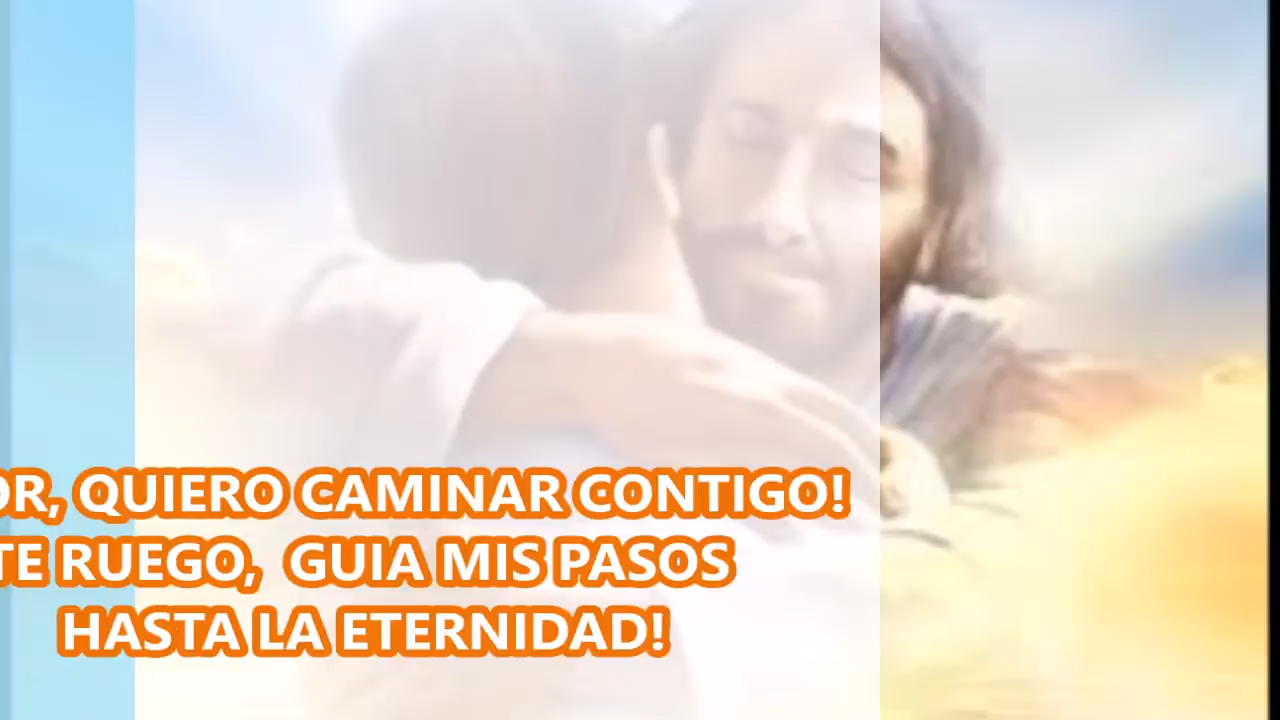 OR, QUIERO CAMINAR CONTIGO!
TE RUEGO, GUIA MIS PASOS
HASTA LA ETERNIDAD!